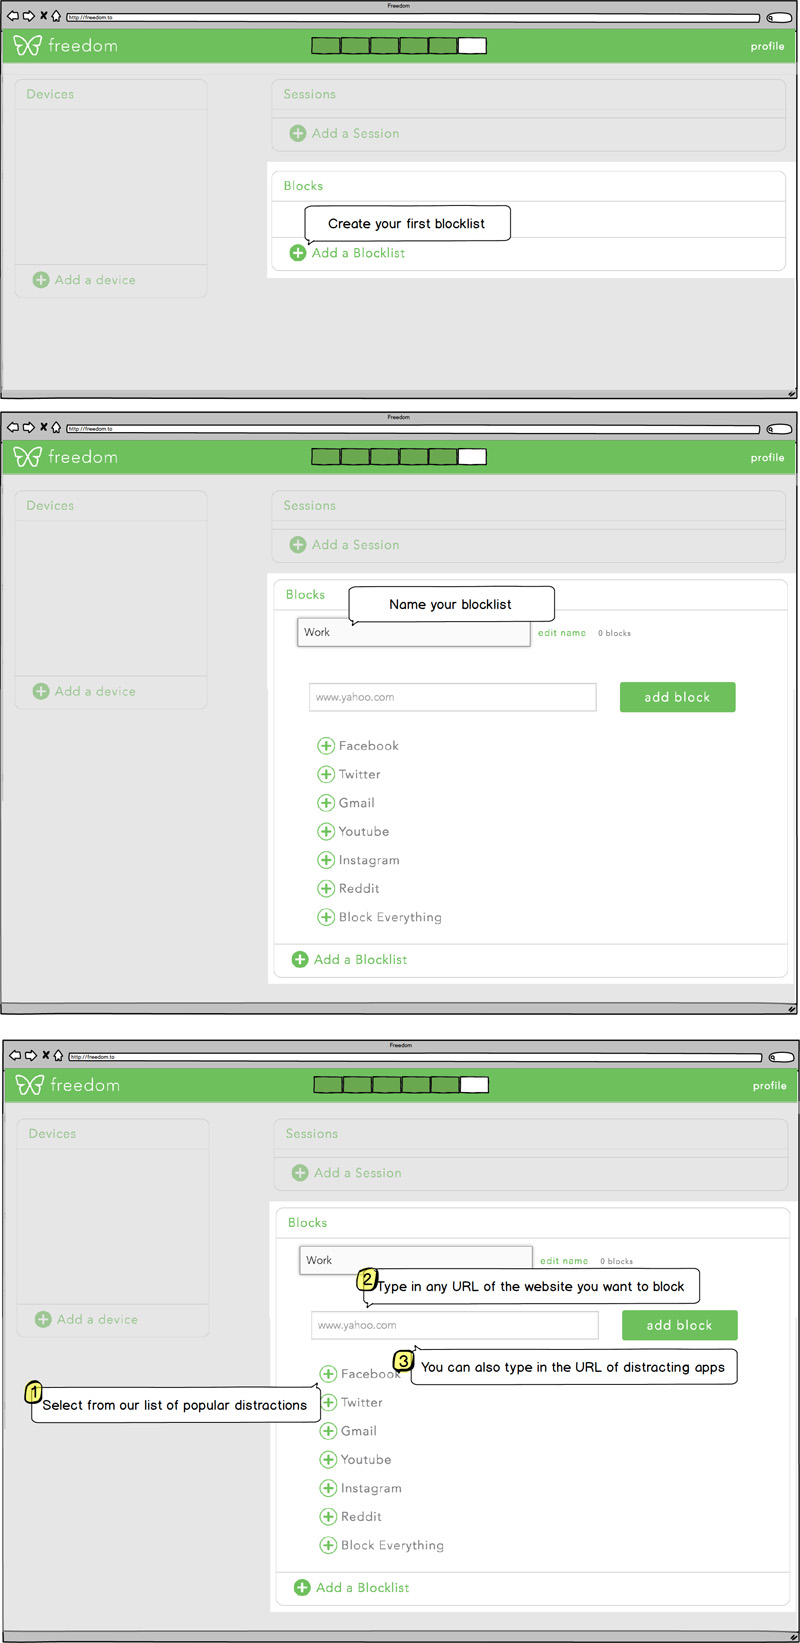 Freedom
http://freedom.to
freedom
profile
Devices
Sessions
Add a Session
Blocks
Create your first blocklist
Add a Blocklist
Add a device
Freedom
http://freedom.to
freedom
profile
Devices
Sessions
Add a Session
Blocks
Name your blocklist
Work
edit name
0 blocks
Add a device
www.yahoo.com
add block
Facebook
Twitter
Gmail
Youtube
Instagram
Reddit
Block Everything
Add a Blocklist
Freedom
http://freedom.to
freedom
profile
Devices
Sessions
Add a Session
Blocks
Work
edit name
0 blocks
2
Type in any URL of the website you want to block
Add a device
www.yahoo.com
add block
3
You can also type in the URL of distracting apps
Facebook
1
Select from our list of popular distractions
Twitter
Gmail
Youtube
Instagram
Reddit
Block Everything
Add a Blocklist